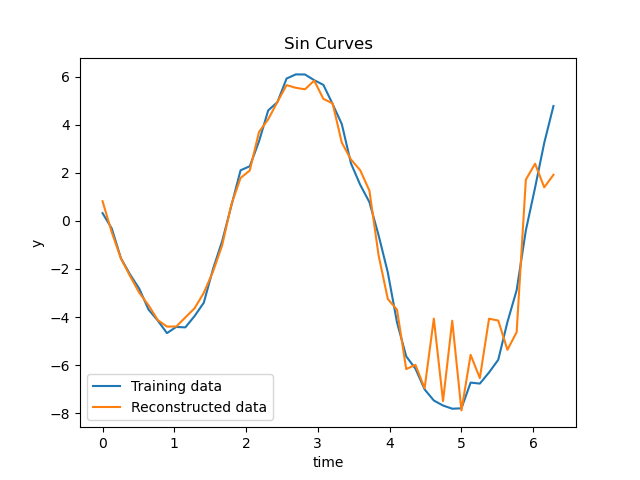 Sin Curves
y
6
4
2
0
−2
−4
−6
−8
Training data
Reconstructed data
0 1 2 3 4 5 6
time